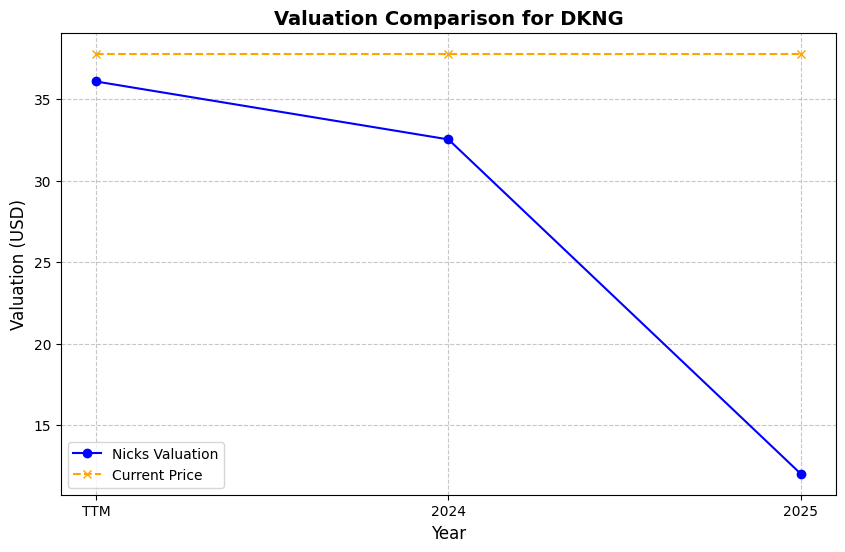 Valuation Comparison for DKNG
Valuation (USD)
35
30
25
20
15
Nicks Valuation
Current Price
TTM 2024 2025
Year